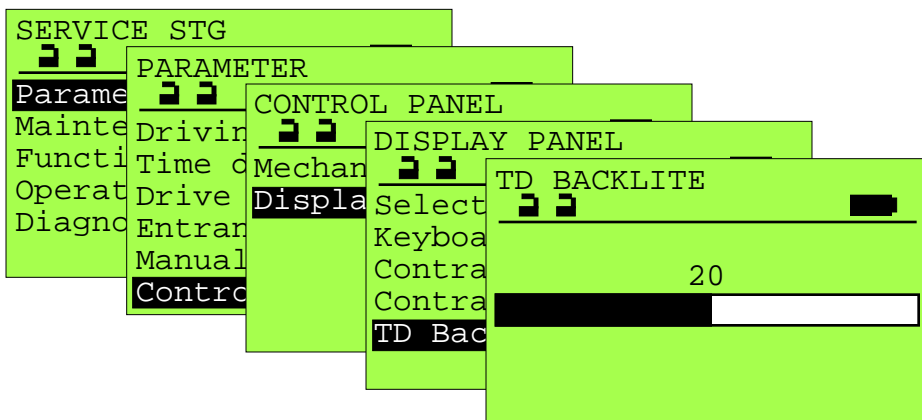 SERVICE STG
Parame
Mainte
Functi
Operat
Diagno
PARAMETER
Drivin
Time d
Drive
Entran
Manual
Contro
CONTROL PANEL
Mechan
Displa
DISPLAY PANEL
Select
Keyboa
Contra
Contra
TD Bac
TD BACKLITE
20